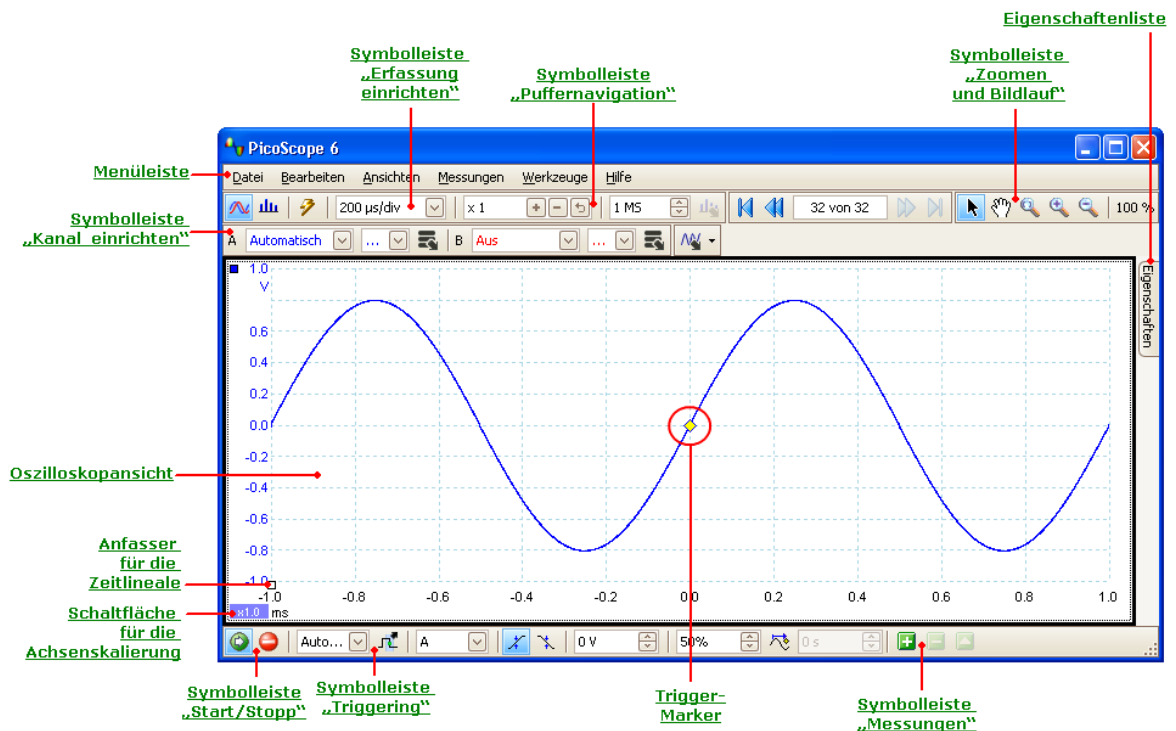 Eigenschaftenliste
Symbolleiste
„Erfassung
einrichten“
Symbolleiste
„Puffernavigation“
Symbolleiste
„Zoomen
und Bildlauf“
PicoScope 6
Menüleiste
Datei Bearbeiten Ansichten Messungen Werkzeuge Hilfe
200 µs/div x 1 1 MS 32 von 32 100 %
Symbolleiste
„Kanal einrichten“
A Automatisch ... B Aus ...
Eigenschaften
1.0
V
0.6
0.4
0.2
0.0
-0.2
-0.4
-0.6
-0.8
-1.0
Oszilloskopansicht
Anfasser
für die
Zeitlineale
-1.0 -0.8 -0.6 -0.4 -0.2 0.0 0.2 0.4 0.6 0.8 1.0
x1.0 ms
Schaltfläche
für die
Achsenskalierung
Auto... A 0 V 50% 0 s
Symbolleiste
„Start/Stopp“
Symbolleiste
„Triggering“
Trigger-
Marker
Symbolleiste
„Messungen“